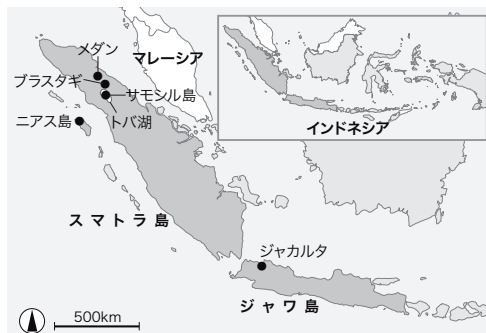 メダン
マレーシア
ブラスタギ
サモシル島
ニアス島
トバ湖
インドネシア
スマトラ島
ジャカルタ
ジャワ島
500km